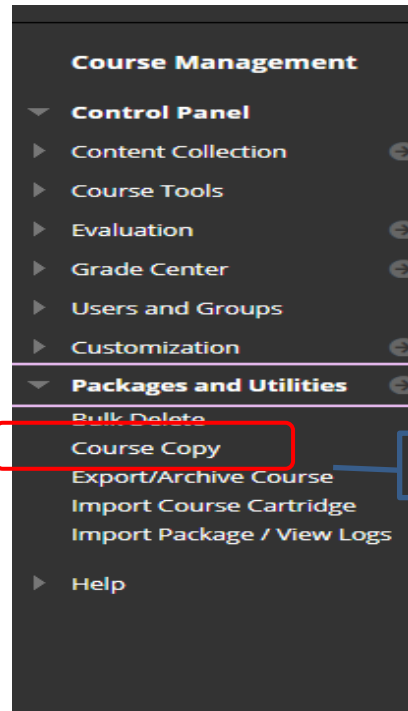 Course Management
Control Panel
Content Collection
Course Tools
Evaluation
Grade Center
Users and Groups
Customization
Packages and Utilities
Bulk Delete
Course Copy
Export/Archive Course
Import Course Cartridge
Import Package / View Logs
Help